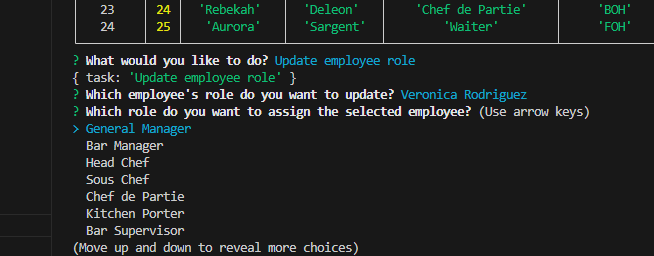 23 24 'Rebekah' 'Deleon' 'Chef de Partie' 'BOH'
24 25 'Aurora' 'Sargent' 'Waiter' 'FOH'
? What would you like to do? Update employee role
{ task: 'Update employee role' }
? Which employee's role do you want to update? Veronica Rodriguez
? Which role do you want to assign the selected employee? (Use arrow keys)
> General Manager
Bar Manager
Head Chef
Sous Chef
Chef de Partie
Kitchen Porter
Bar Supervisor
(Move up and down to reveal more choices)